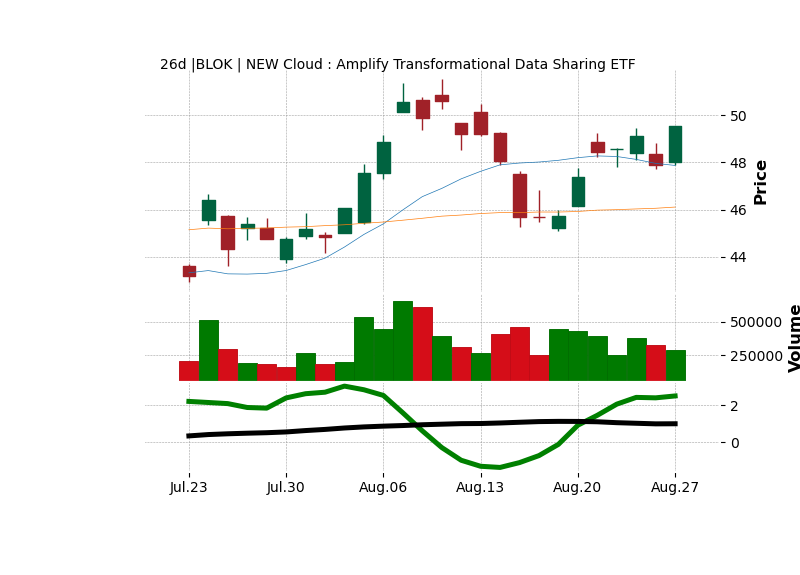 26d |BLOK | NEW Cloud : Amplify Transformational Data Sharing ETF
50
48
46
44
Price
500000
250000
Volume
2
0
Jul.23 Jul.30 Aug.06 Aug.13 Aug.20 Aug.27